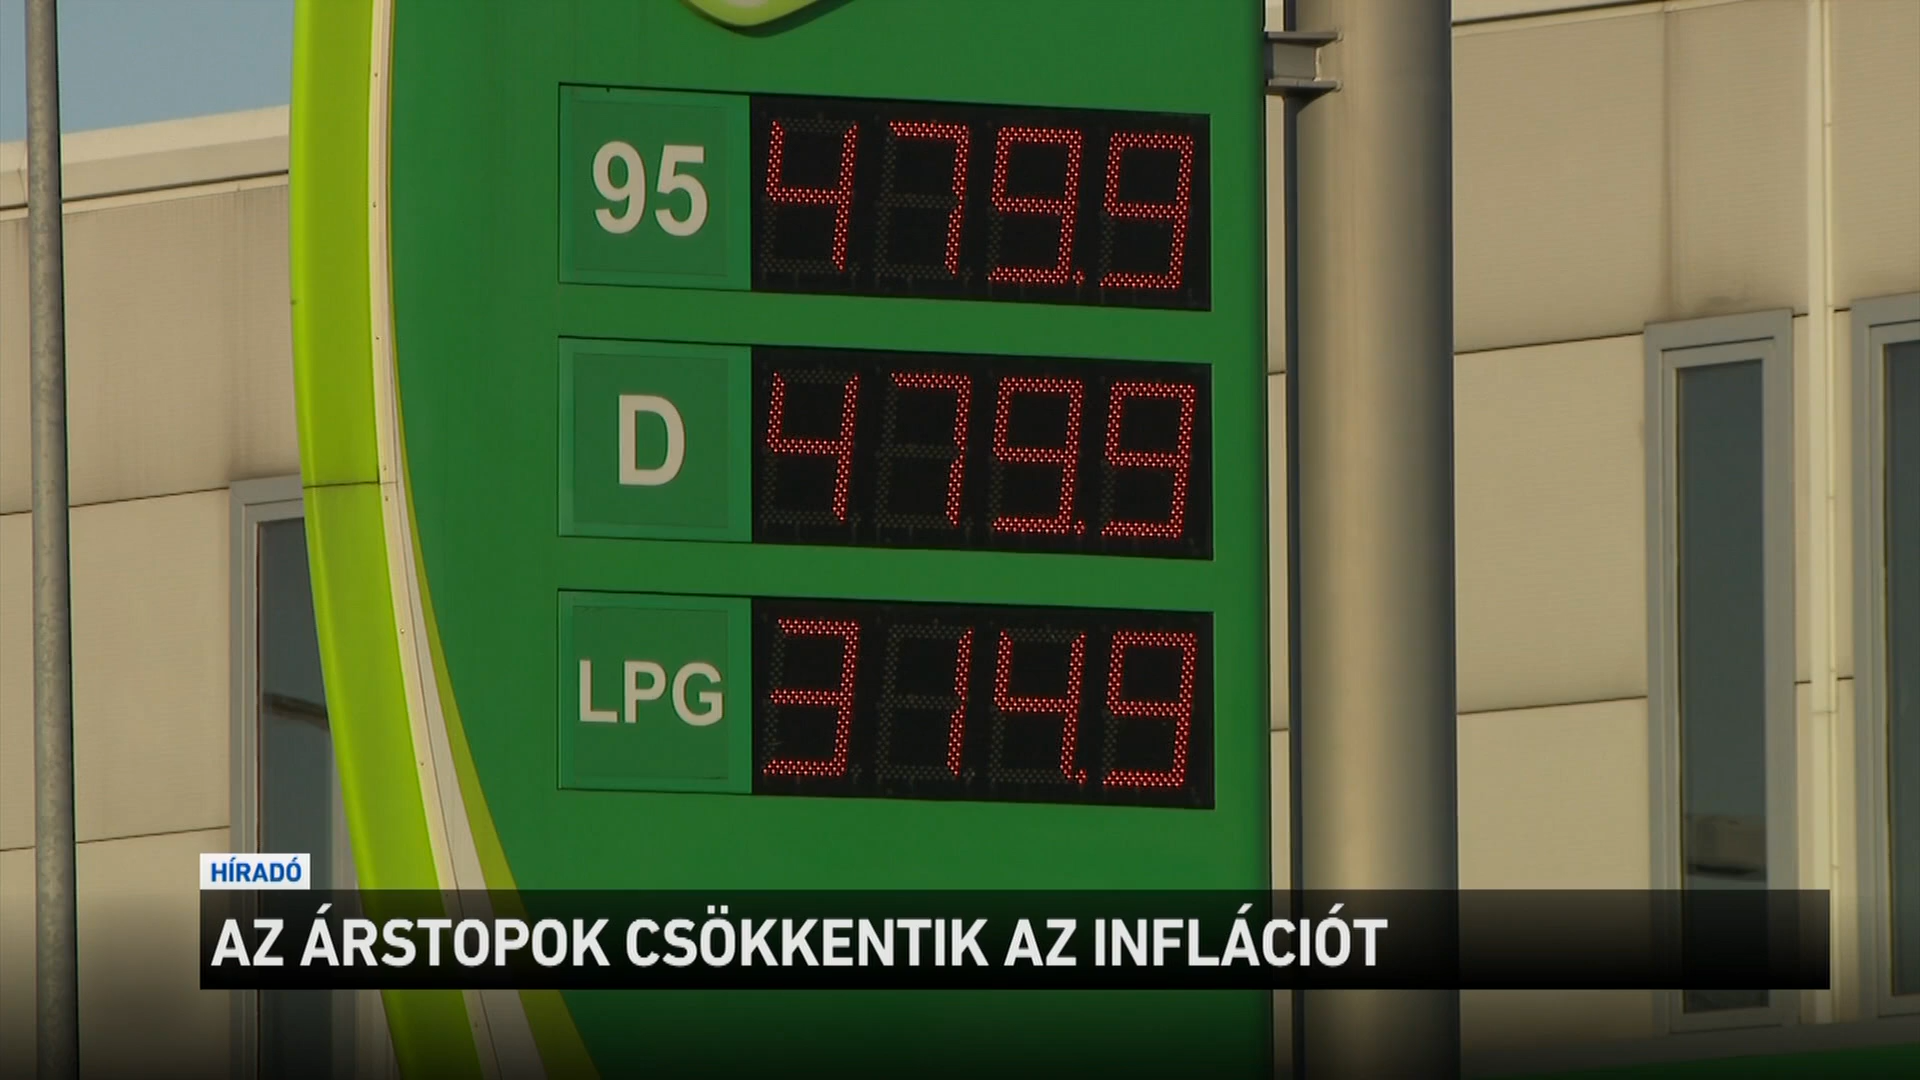 95 479.9
D 479.9
LPG 314.9
HÍRADÓ
AZ ÁRSTOPOK CSÖKKENTIK AZ INFLÁCIÓT